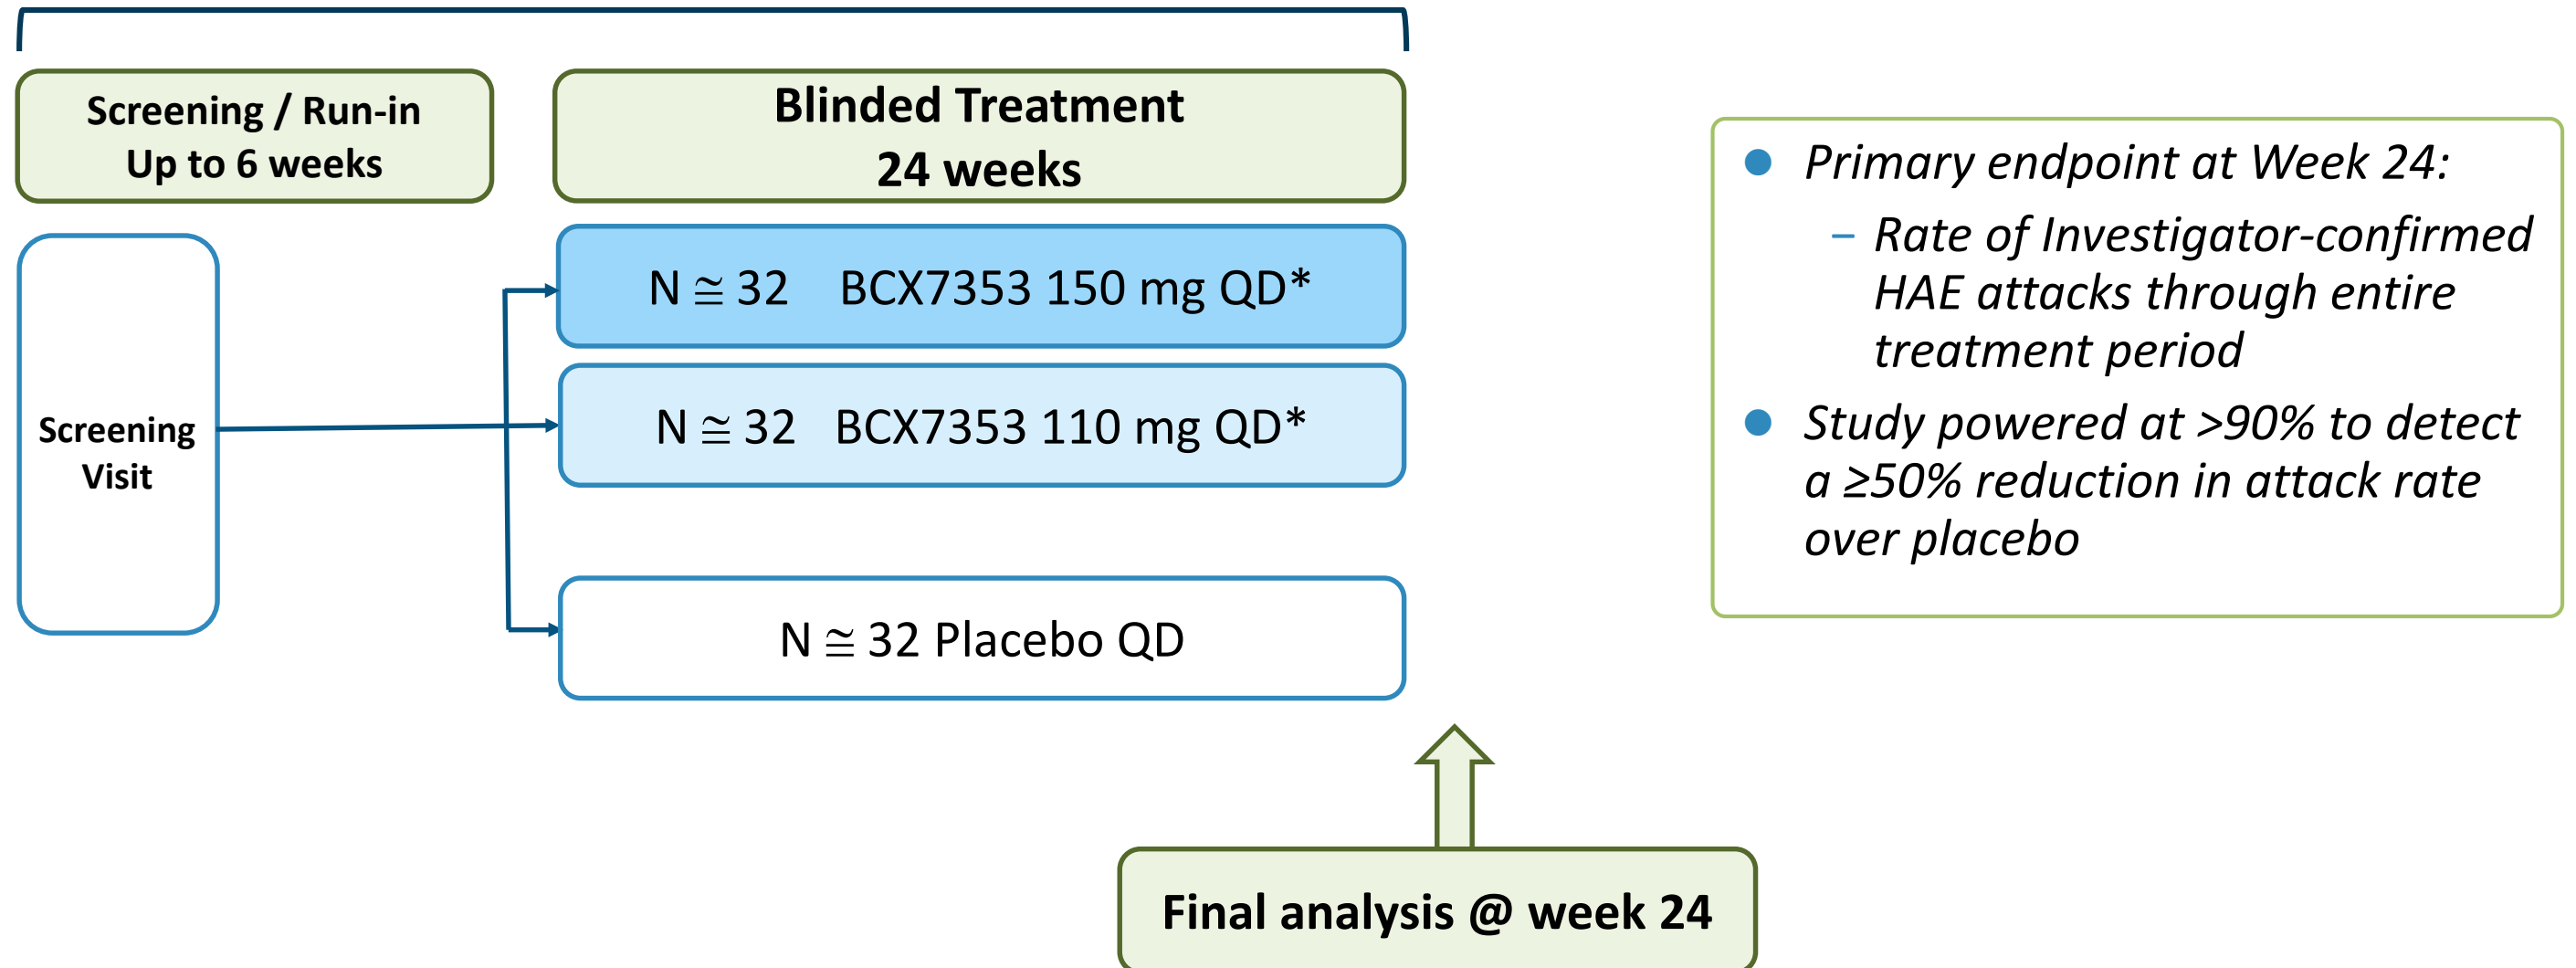 Screening / Run-in
Up to 6 weeks
Blinded Treatment
24 weeks
Screening
Visit
N ≅ 32 BCX7353 150 mg QD*
N ≅ 32 BCX7353 110 mg QD*
N ≅ 32 Placebo QD
Final analysis @ week 24
● Primary endpoint at Week 24:
– Rate of Investigator-confirmed
HAE attacks through entire
treatment period
● Study powered at >90% to detect
a ≥50% reduction in attack rate
over placebo